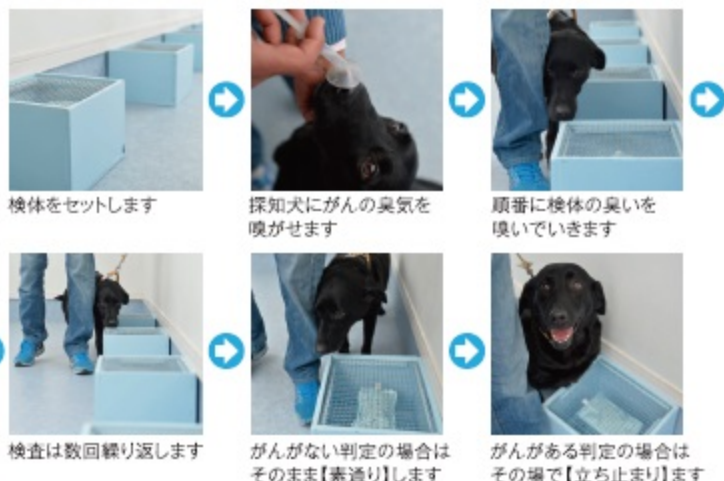 検体をセットします
探知犬にがんの臭気を
嗅がせます
順番に検体の臭いを
嗅いでいきます
検査は数回繰り返します
がんがない判定の場合は
そのまま【素通り】します
がんがある判定の場合は
その場で【立ち止まり】ます